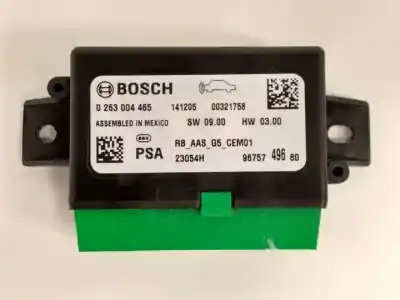 BOSCH
0 263 004 465 141205 00321758
ASSEMBLED IN MEXICO SW 09.00 HW 03.00
PSA RB_AAS_G5_CEM01
23054H 96757 496 80